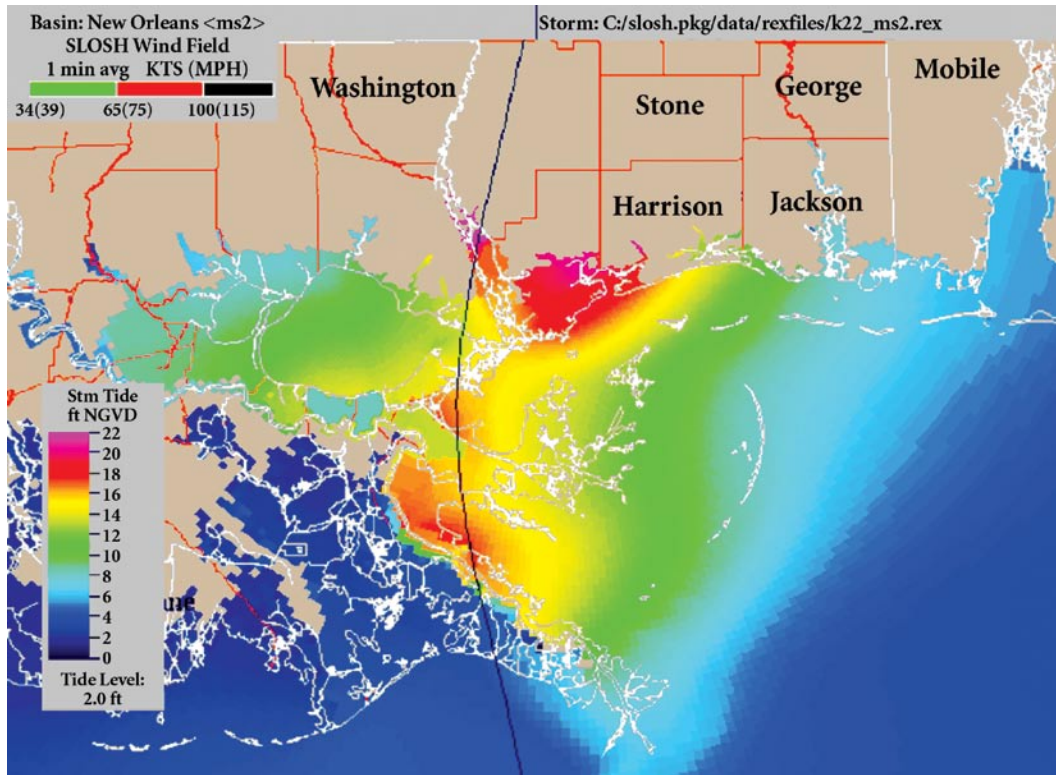 Basin: New Orleans <ms2>
SLOSH Wind Field
1 min avg KTS (MPH)
34(39) 65(75) 100(115)
Storm: C:/slosh.pkg/data/rexfiles/k22_ms2.rex
Washington
Stone
George
Mobile
Harrison
Jackson
Stm Tide
ft NGVD
22
20
18
16
14
12
10
8
6
4
2
0
Tide Level:
2.0 ft